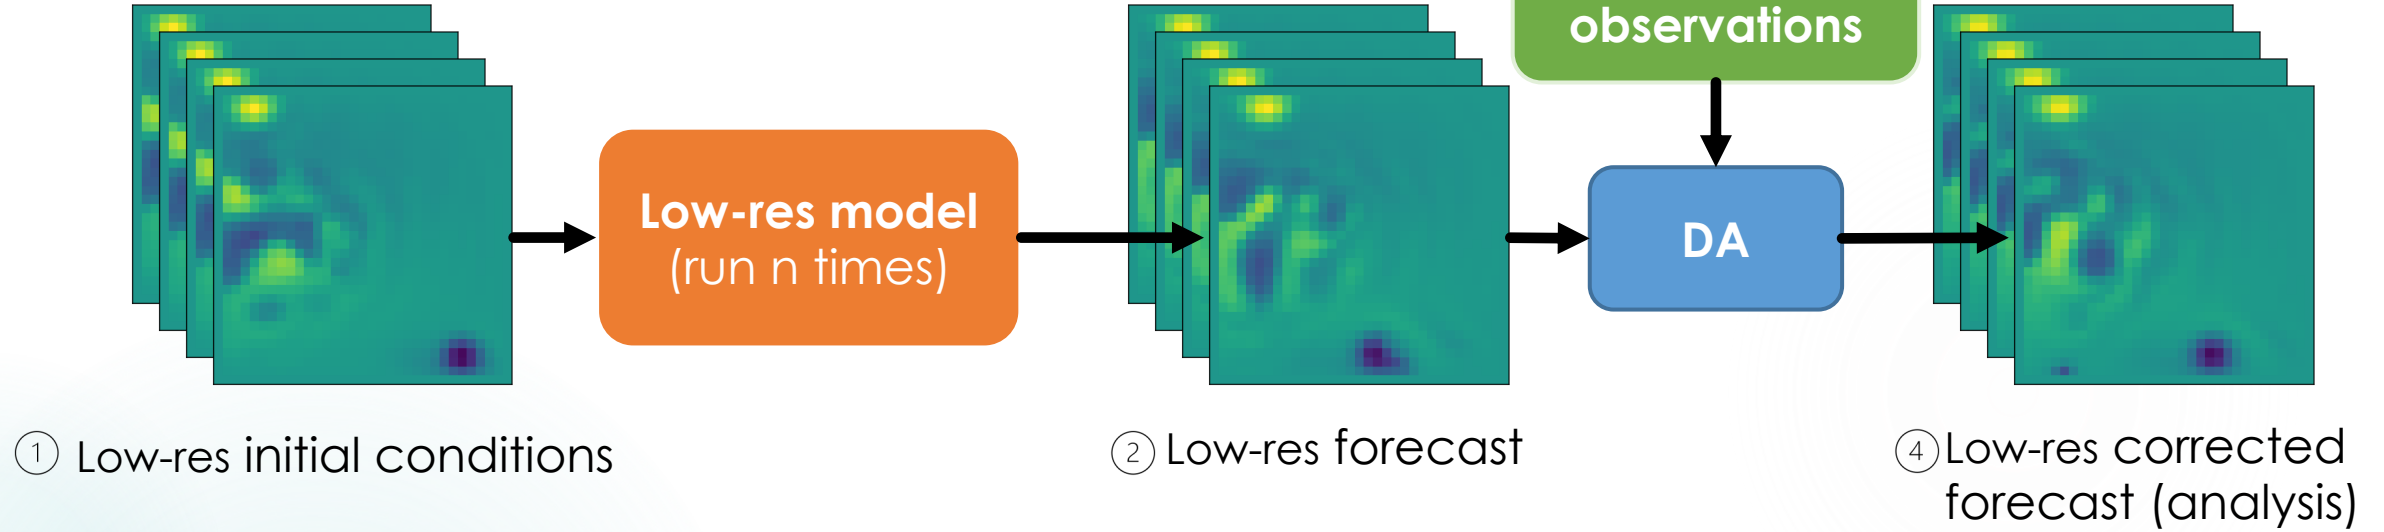 observations
Low-res model
(run n times)
DA
① Low-res initial conditions
② Low-res forecast
④ Low-res corrected
forecast (analysis)